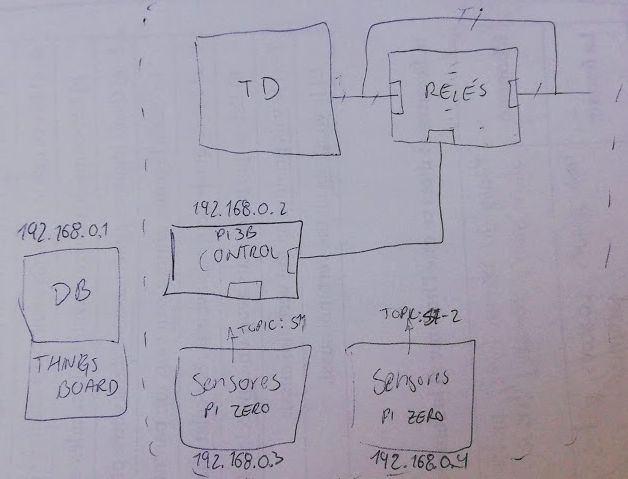 TD
RELÉS
192.168.0.2
PI3B
CONTROL
192.168.0.1
DB
THINGS
BOARD
TOPIC: S1
TOPIC: S1-2
Sensores
PI ZERO
Sensores
PI ZERO
192.168.0.3
192.168.0.4